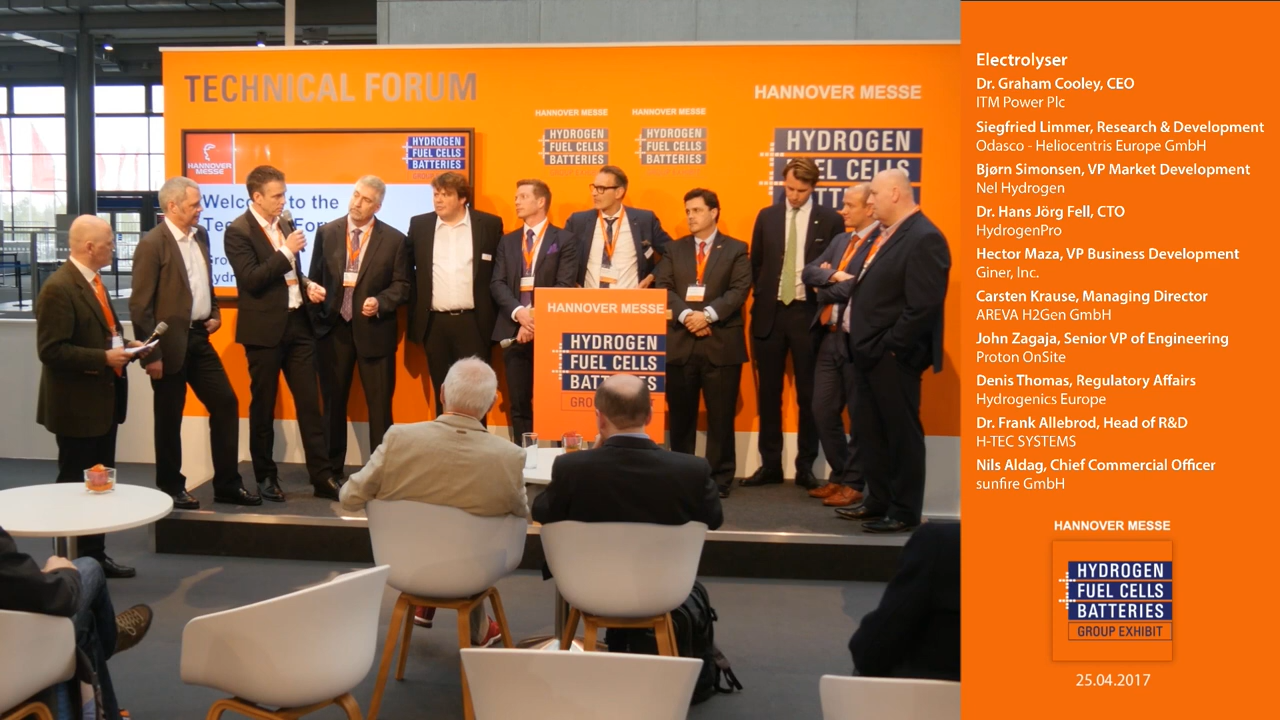 TECHNICAL FORUM
HANNOVER MESSE
HANNOVER MESSE
HANNOVER MESSE
HYDROGEN
FUEL CELLS
BATTERIES
GROUP EXHIBIT
HYDROGEN
FUEL CELLS
BATTERIES
GROUP EXHIBIT
HYDROGEN
FUEL CELLS
HANNOVER
MESSE
HYDROGEN
FUEL CELLS
BATTERIES
Welcome to the
HANNOVER MESSE
HYDROGEN
FUEL CELLS
Electrolyser
Dr. Graham Cooley, CEO
ITM Power Plc
Siegfried Limmer, Research & Development
Odasco - Heliocentris Europe GmbH
Bjørn Simonsen, VP Market Development
Nel Hydrogen
Dr. Hans Jörg Fell, CTO
HydrogenPro
Hector Maza, VP Business Development
Giner, Inc.
Carsten Krause, Managing Director
AREVA H2Gen GmbH
John Zagaja, Senior VP of Engineering
Proton OnSite
Denis Thomas, Regulatory Affairs
Hydrogenics Europe
Dr. Frank Allebrod, Head of R&D
H-TEC SYSTEMS
Nils Aldag, Chief Commercial Officer
sunfire GmbH
HANNOVER MESSE
HYDROGEN
FUEL CELLS
BATTERIES
GROUP EXHIBIT
25.04.2017